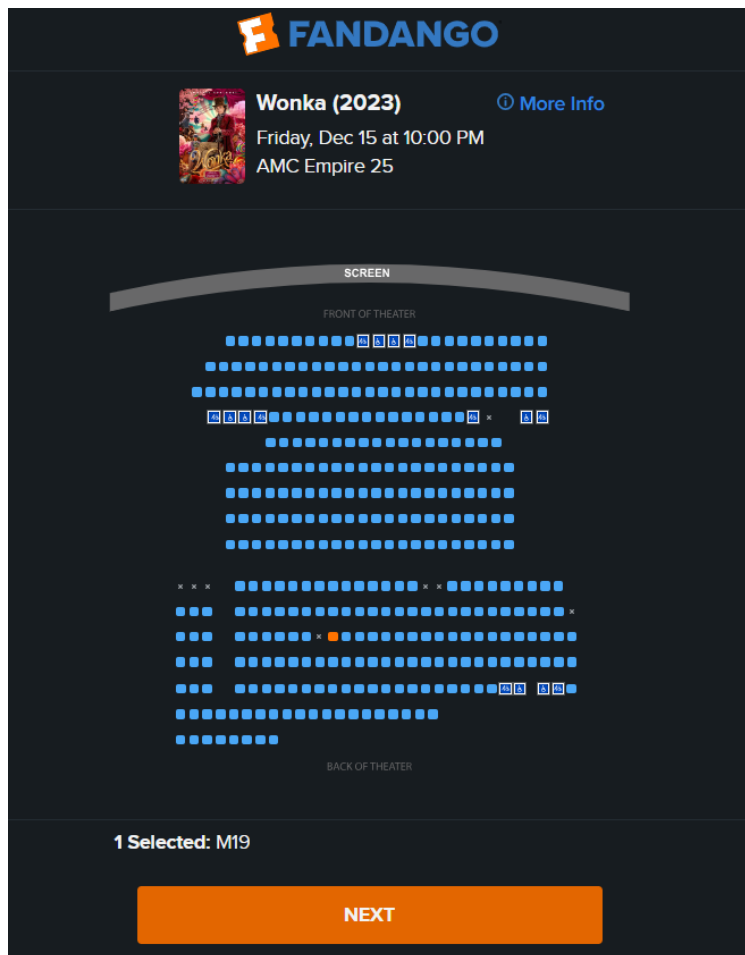 FANDANGO
Wonka (2023)
More Info
Friday, Dec 15 at 10:00 PM
AMC Empire 25
SCREEN
FRONT OF THEATER
BACK OF THEATER
1 Selected: M19
NEXT